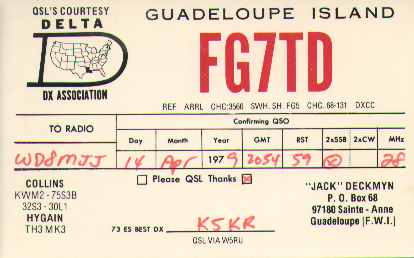 QSL'S COURTESY
DELTA
D
DX ASSOCIATION
GUADELOUPE ISLAND
FG7TD
REF ARRL CHC:3560 SWH. SH FG5 CHC. 68-131 DXCC
TO RADIO
Confirming QSO
Day Month Year GMT RST 2xSSB 2xCW MHz
WD8MJJ 14 Apr 1979 2054 59 28
Please QSL Thanks
COLLINS
KWM2 - 75S3B
32S3 - 30L1
HYGAIN
TH3 MK3
73 ES BEST DX K5KR
QSL VIA W5RU
"JACK" DECKMYN
P. O. Box 68
97180 Sainte - Anne
Guadeloupe (F.W.I.)